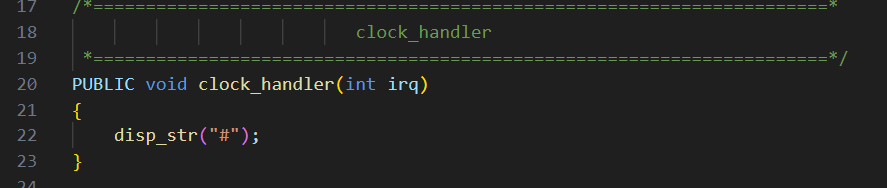 17 /*======================================================================*
18                           clock_handler
19  *======================================================================*/
20 PUBLIC void clock_handler(int irq)
21 {
22     disp_str("#");
23 }
24